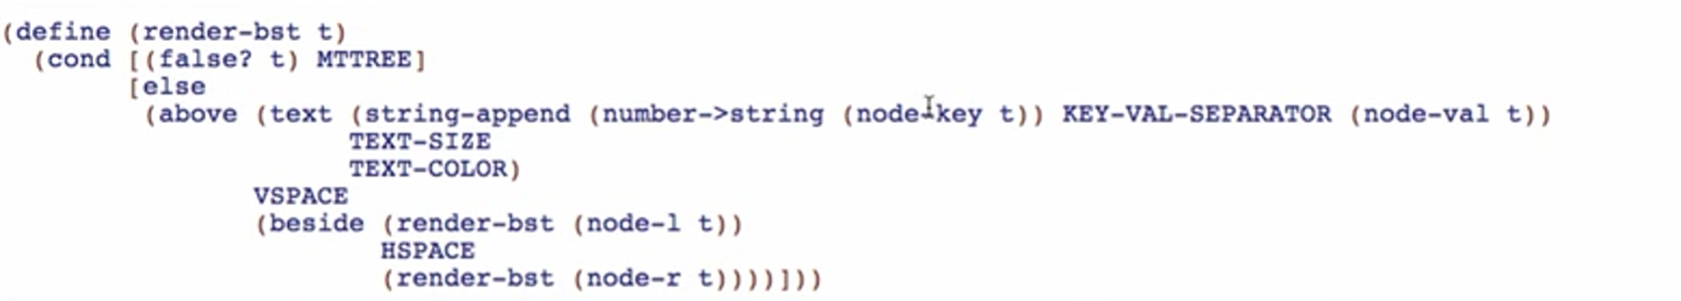 (define (render-bst t)
  (cond [(false? t) MTTREE]
        [else
         (above (text (string-append (number->string (node-key t)) KEY-VAL-SEPARATOR (node-val t))
                      TEXT-SIZE
                      TEXT-COLOR)
                VSPACE
                (beside (render-bst (node-l t))
                        HSPACE
                        (render-bst (node-r t))))]))